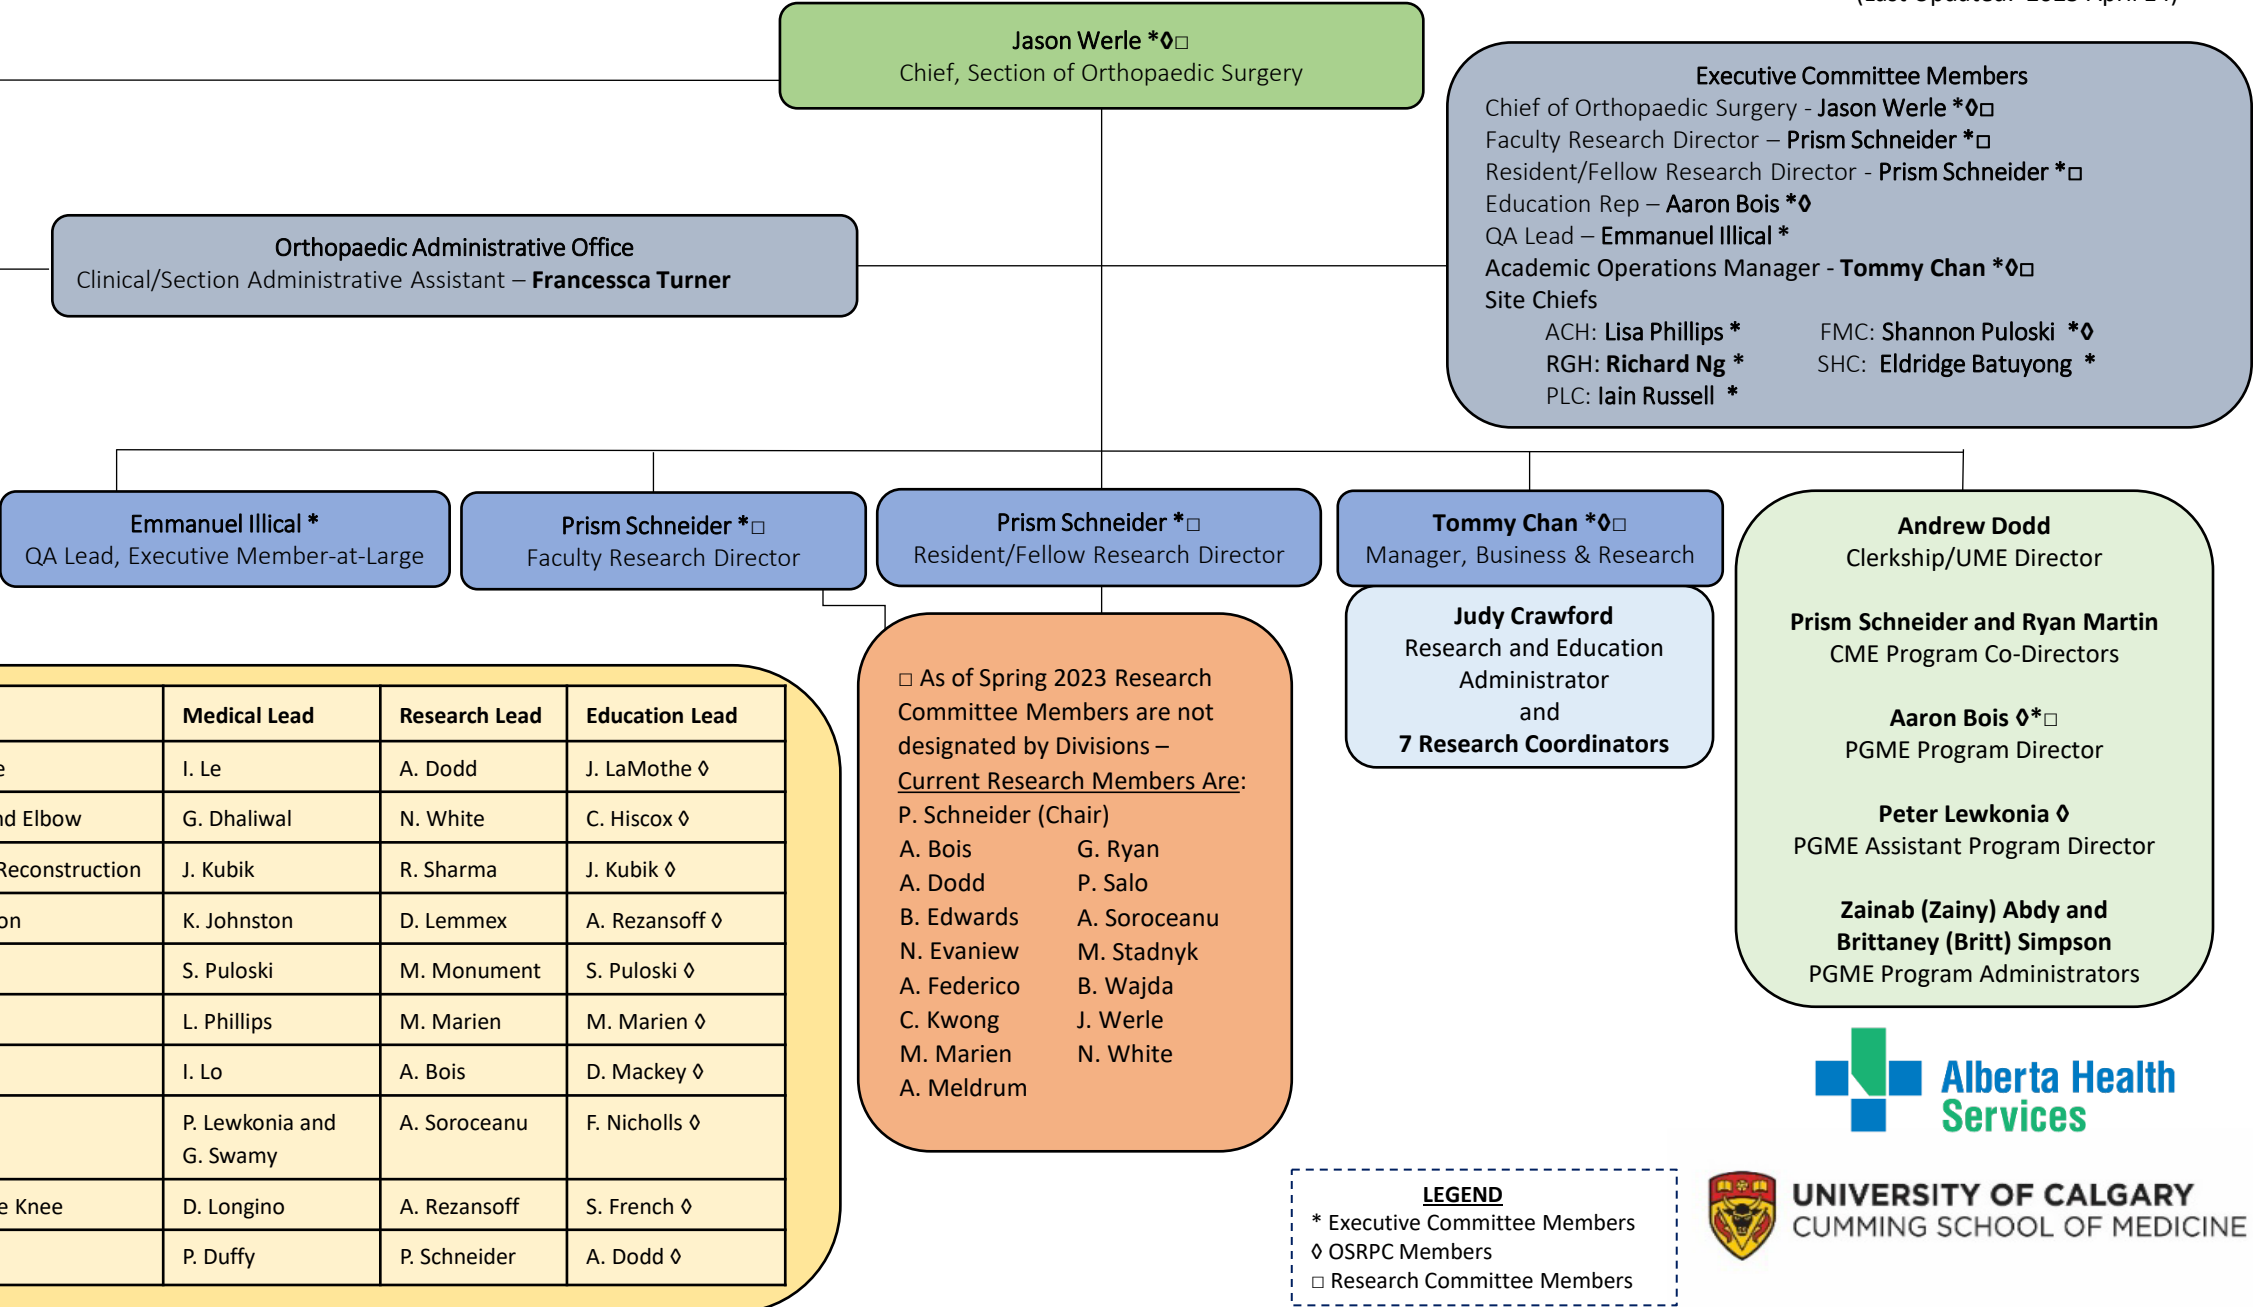 Jason Werle *◊□
Chief, Section of Orthopaedic Surgery
Executive Committee Members
Chief of Orthopaedic Surgery - Jason Werle *◊□
Faculty Research Director – Prism Schneider *□
Resident/Fellow Research Director - Prism Schneider *□
Education Rep – Aaron Bois *◊
QA Lead – Emmanuel Illical *
Academic Operations Manager - Tommy Chan *◊□
Site Chiefs
ACH: Lisa Phillips * FMC: Shannon Puloski *◊
RGH: Richard Ng * SHC: Eldridge Batuyong *
PLC: Iain Russell *
Orthopaedic Administrative Office
Clinical/Section Administrative Assistant – Francessca Turner
Emmanuel Illical *
QA Lead, Executive Member-at-Large
Prism Schneider *□
Faculty Research Director
Prism Schneider *□
Resident/Fellow Research Director
Tommy Chan *◊□
Manager, Business & Research
Judy Crawford
Research and Education
Administrator
and
7 Research Coordinators
Andrew Dodd
Clerkship/UME Director
Prism Schneider and Ryan Martin
CME Program Co-Directors
Aaron Bois ◊*□
PGME Program Director
Peter Lewkonia ◊
PGME Assistant Program Director
Zainab (Zainy) Abdy and
Brittaney (Britt) Simpson
PGME Program Administrators
Medical Lead Research Lead Education Lead
I. Le A. Dodd J. LaMothe ◊
Elbow G. Dhaliwal N. White C. Hiscox ◊
Reconstruction J. Kubik R. Sharma J. Kubik ◊
K. Johnston D. Lemmex A. Rezansoff ◊
S. Puloski M. Monument S. Puloski ◊
L. Phillips M. Marien M. Marien ◊
I. Lo A. Bois D. Mackey ◊
P. Lewkonia and A. Soroceanu F. Nicholls ◊
G. Swamy
Knee D. Longino A. Rezansoff S. French ◊
P. Duffy P. Schneider A. Dodd ◊
□ As of Spring 2023 Research
Committee Members are not
designated by Divisions –
Current Research Members Are:
P. Schneider (Chair)
A. Bois G. Ryan
A. Dodd P. Salo
B. Edwards A. Soroceanu
N. Evaniew M. Stadnyk
A. Federico B. Wajda
C. Kwong J. Werle
M. Marien N. White
A. Meldrum
LEGEND
* Executive Committee Members
◊ OSRPC Members
□ Research Committee Members
Alberta Health
Services
UNIVERSITY OF CALGARY
CUMMING SCHOOL OF MEDICINE